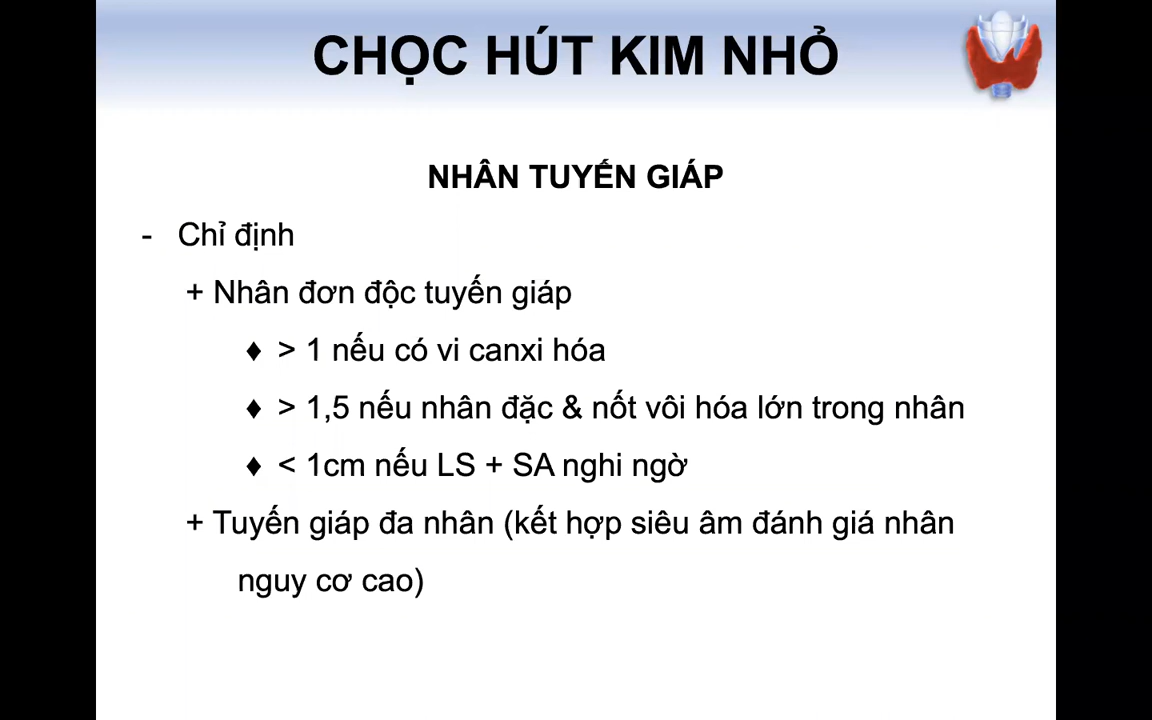 CHỌC HÚT KIM NHỎ
NHÂN TUYẾN GIÁP
- Chỉ định
+ Nhân đơn độc tuyến giáp
♦ > 1 nếu có vi canxi hóa
♦ > 1,5 nếu nhân đặc & nốt vôi hóa lớn trong nhân
♦ < 1cm nếu LS + SA nghi ngờ
+ Tuyến giáp đa nhân (kết hợp siêu âm đánh giá nhân
nguy cơ cao)